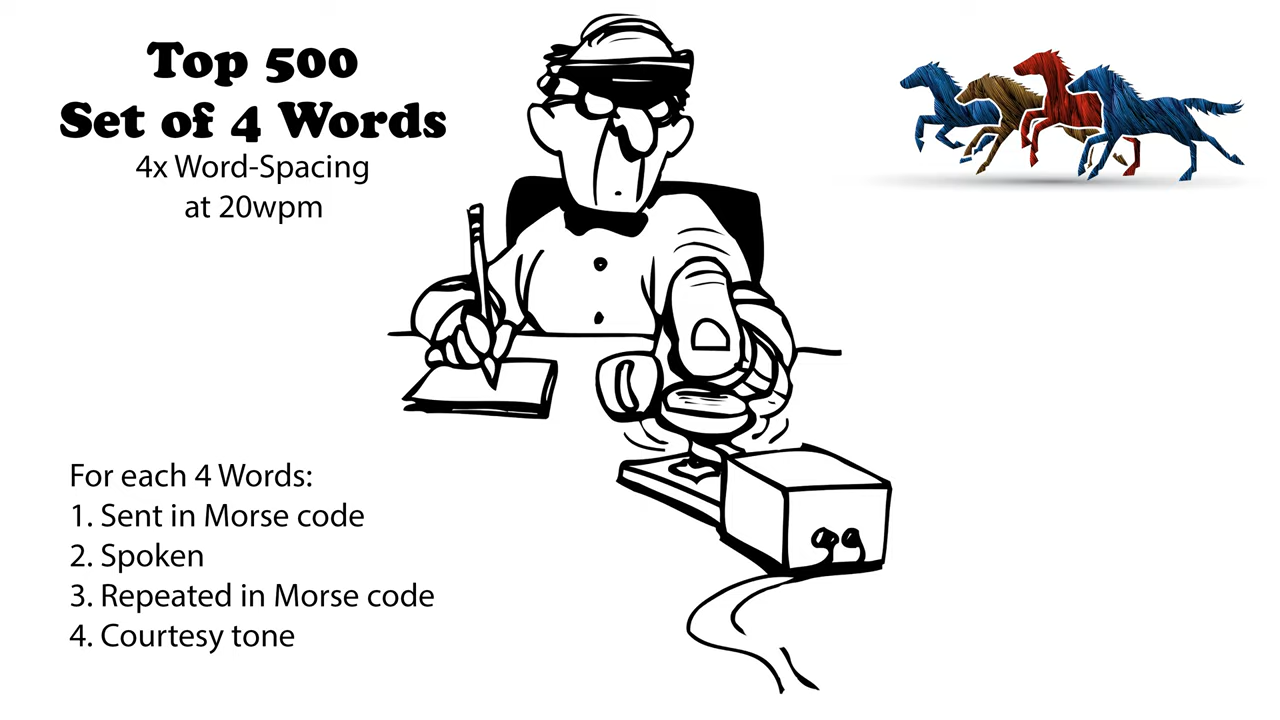 Top 500
Set of 4 Words
4x Word-Spacing
at 20wpm
For each 4 Words:
1. Sent in Morse code
2. Spoken
3. Repeated in Morse code
4. Courtesy tone